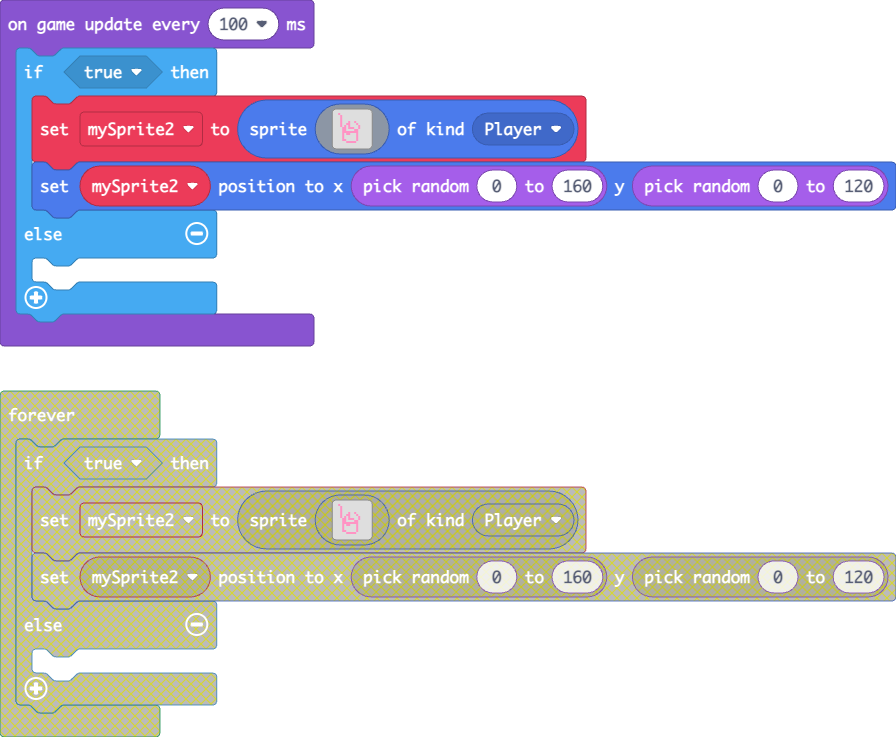 on game update every 100 ms
if true then
set mySprite2 to sprite of kind Player
set mySprite2 position to x pick random 0 to 160 y pick random 0 to 120
else
forever
if true then
set mySprite2 to sprite of kind Player
set mySprite2 position to x pick random 0 to 160 y pick random 0 to 120
else